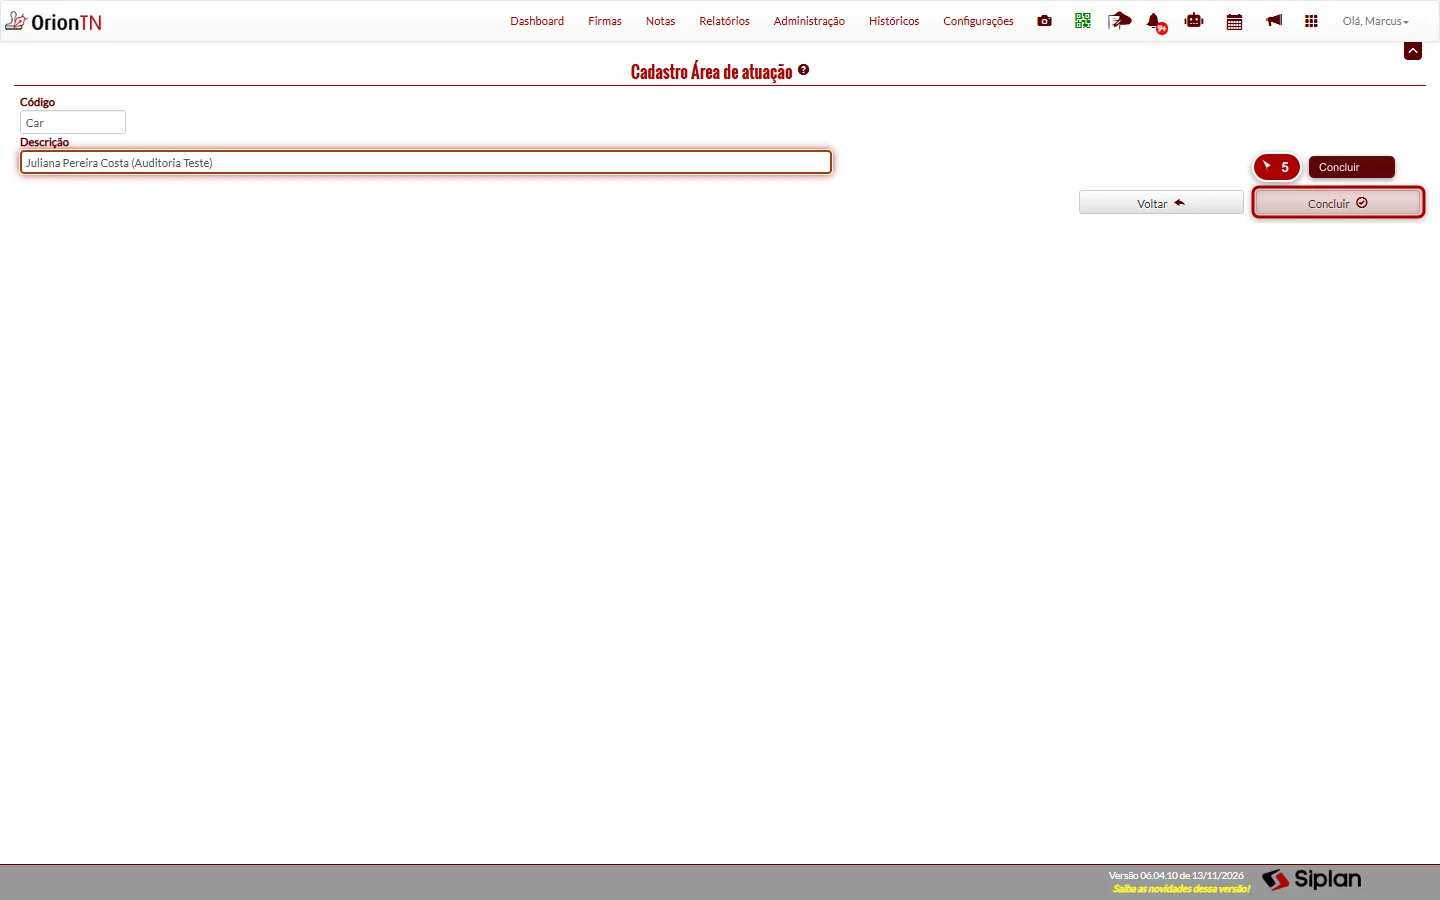 OrionTN
Dashboard Firmas Notas Relatórios Administração Históricos Configurações 9+ Olá, Marcus
Cadastro Área de atuação ?
Código
Car
Descrição
Juliana Pereira Costa (Auditoria Teste)
5 Concluir
Voltar Concluir
Versão 06.04.10 de 13/11/2026
Saiba as novidades dessa versão!
Siplan